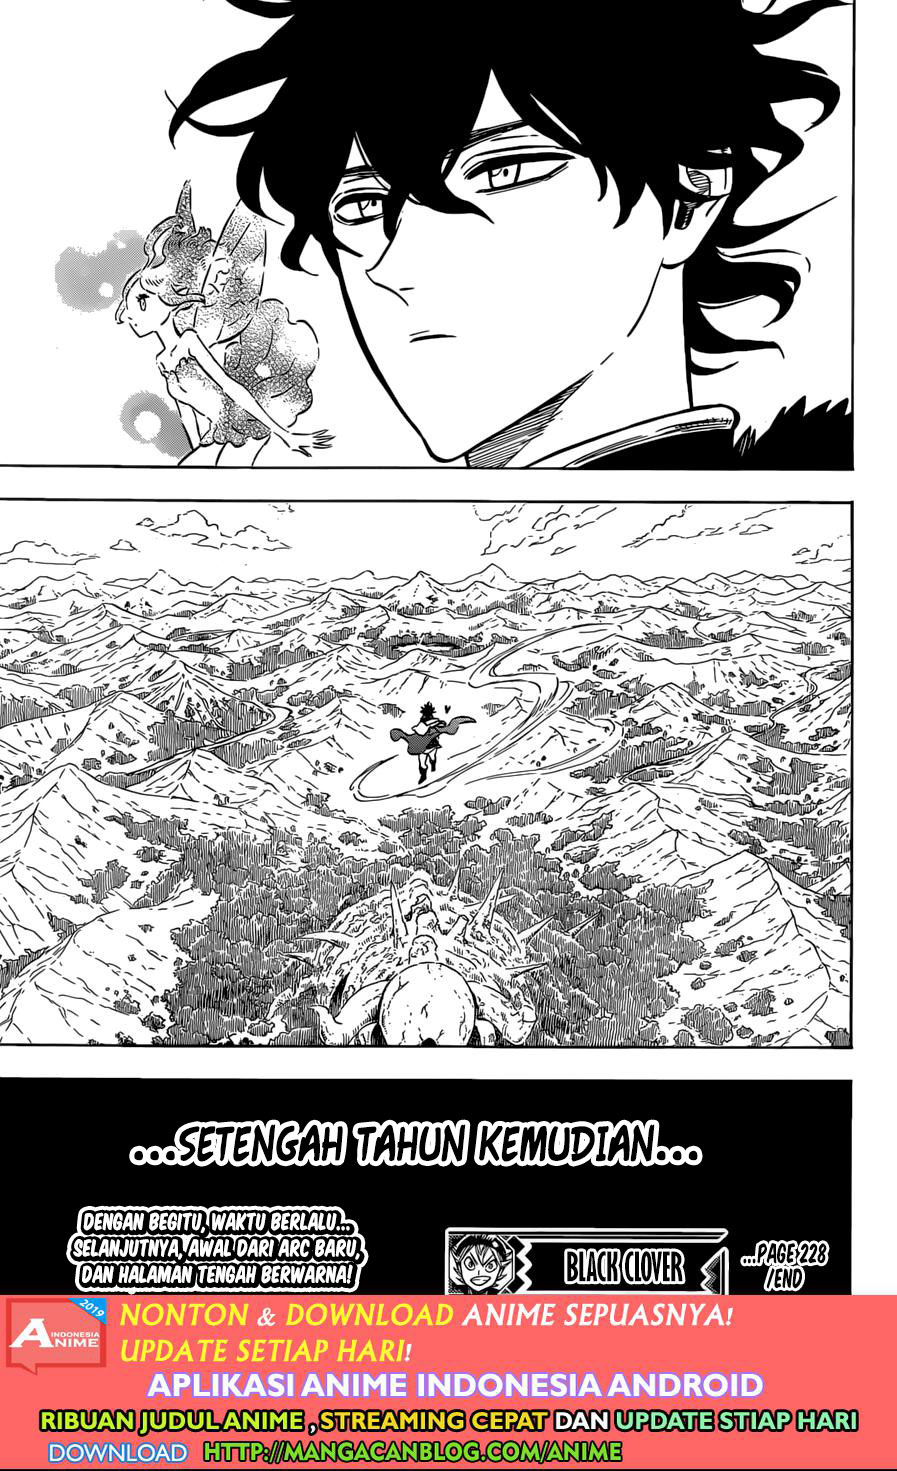 ...SETENGAH TAHUN KEMUDIAN...
DENGAN BEGITU, WAKTU BERLALU...
SELANJUTNYA, AWAL DARI ARC BARU,
DAN HALAMAN TENGAH BERWARNA!
BLACK CLOVER
...PAGE 228
/END
2019
INDONESIA
ANIME
NONTON & DOWNLOAD ANIME SEPUASNYA!
UPDATE SETIAP HARI!
APLIKASI ANIME INDONESIA ANDROID
RIBUAN JUDUL ANIME , STREAMING CEPAT DAN UPDATE STIAP HARI
DOWNLOAD HTTP://MANGACANBLOG.COM/ANIME